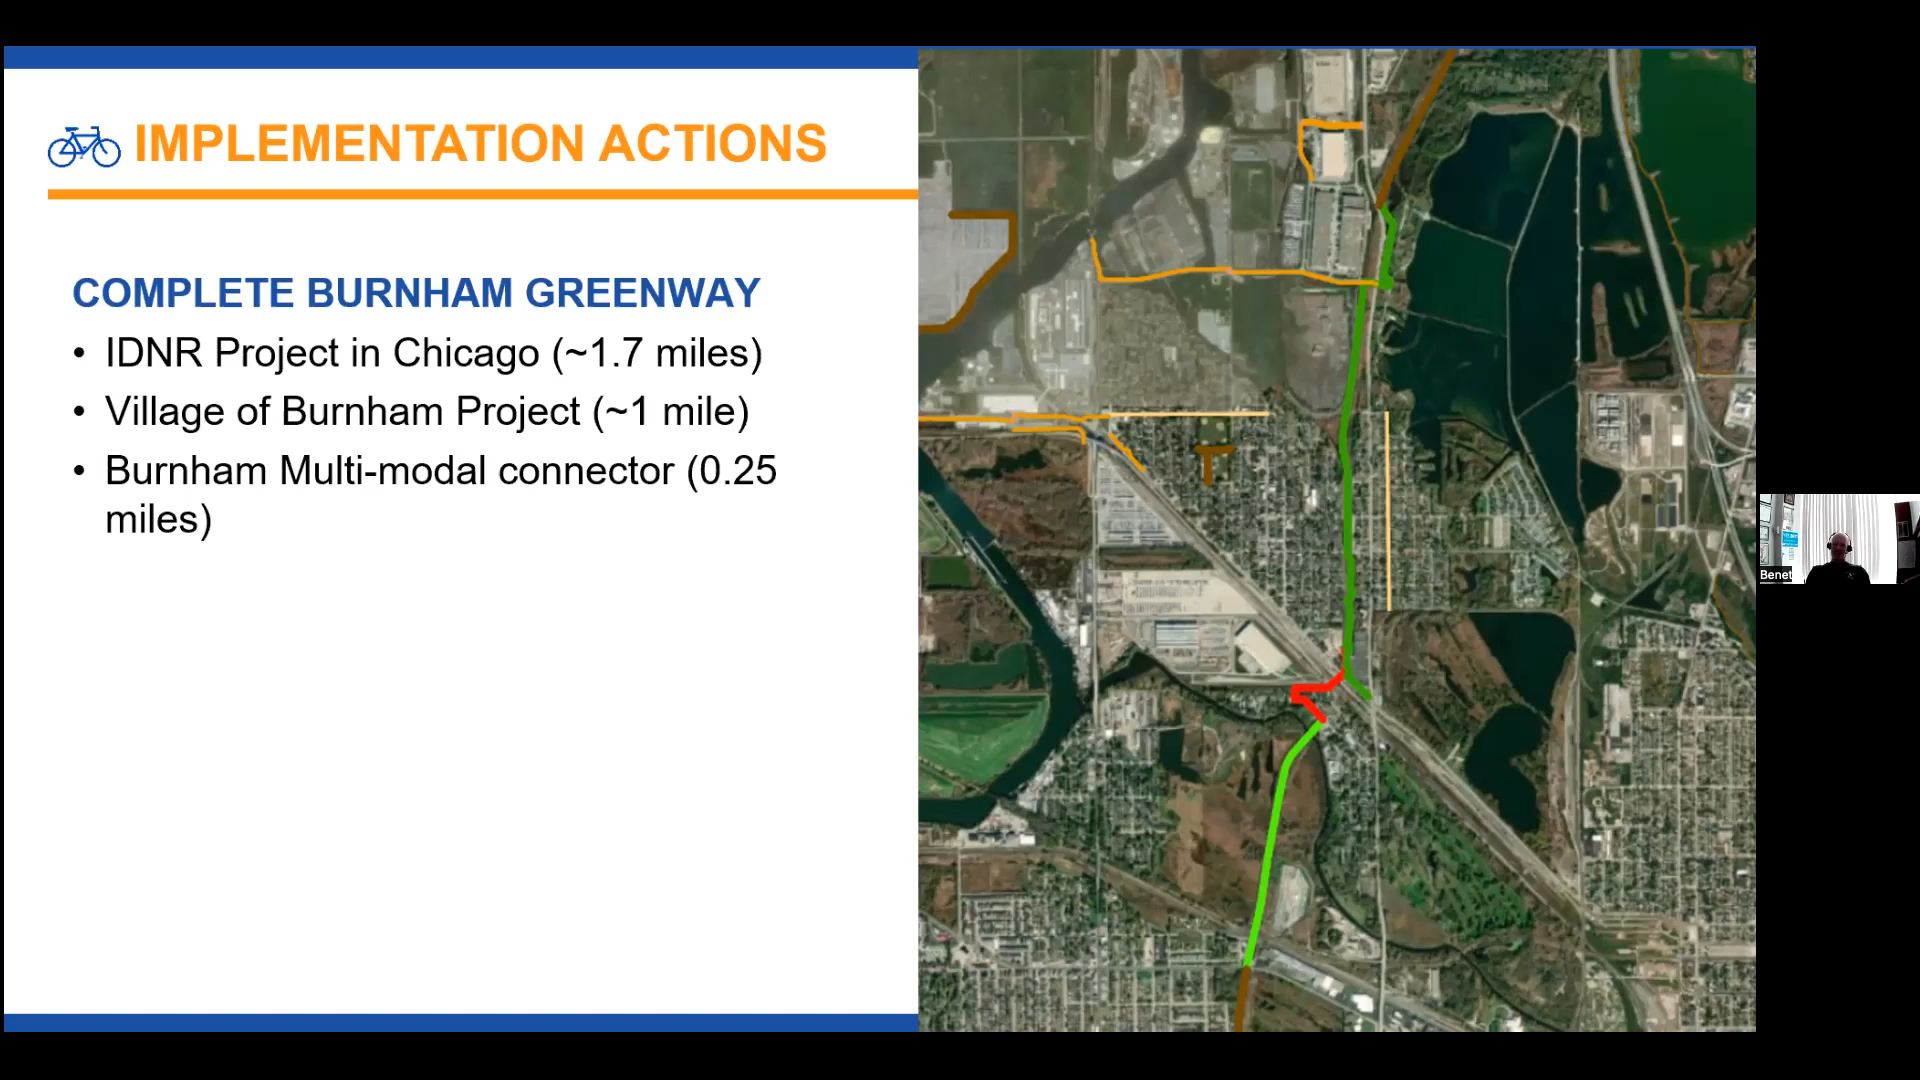 IMPLEMENTATION ACTIONS
COMPLETE BURNHAM GREENWAY
• IDNR Project in Chicago (~1.7 miles)
• Village of Burnham Project (~1 mile)
• Burnham Multi-modal connector (0.25
miles)
Benet